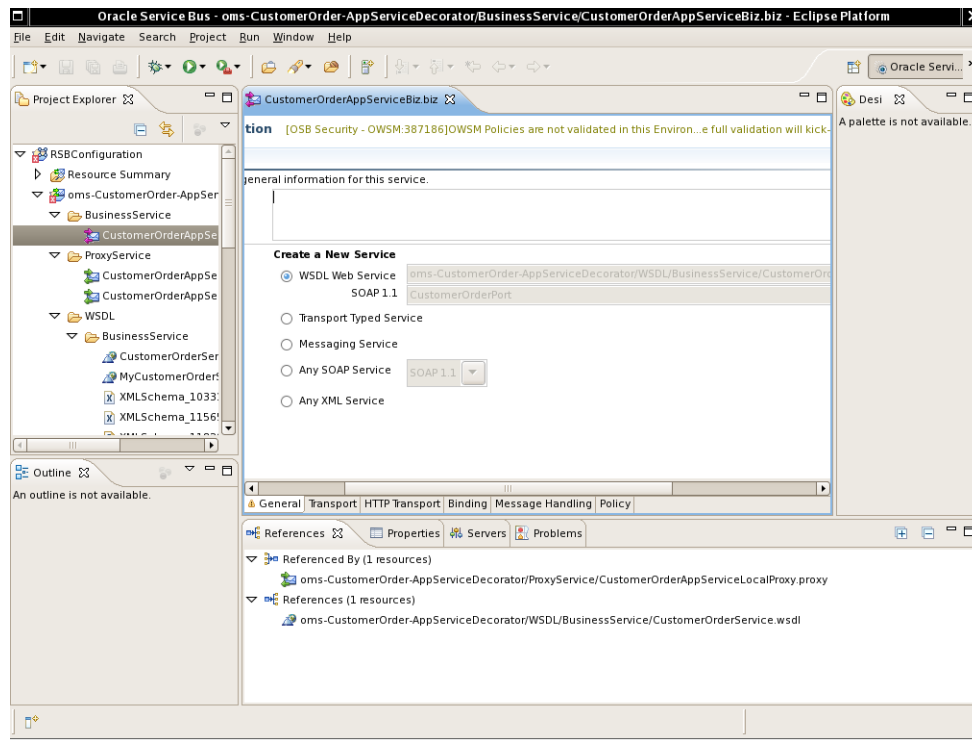 Oracle Service Bus - oms-CustomerOrder-AppServiceDecorator/BusinessService/CustomerOrderAppServiceBiz.biz - Eclipse Platform
File Edit Navigate Search Project Run Window Help
Oracle Servi...
Project Explorer
RSBConfiguration
Resource Summary
oms-CustomerOrder-AppSer
BusinessService
CustomerOrderAppSe
ProxyService
CustomerOrderAppSe
CustomerOrderAppSe
WSDL
BusinessService
CustomerOrderSer
MyCustomerOrderS
XMLSchema_1033
XMLSchema_1156
Outline
An outline is not available.
CustomerOrderAppServiceBiz.biz
tion [OSB Security - OWSM:387186]OWSM Policies are not validated in this Environ...e full validation will kick-
general information for this service.
Create a New Service
WSDL Web Service oms-CustomerOrder-AppServiceDecorator/WSDL/BusinessService/CustomerOr
SOAP 1.1 CustomerOrderPort
Transport Typed Service
Messaging Service
Any SOAP Service SOAP 1.1
Any XML Service
General Transport HTTP Transport Binding Message Handling Policy
Desi
A palette is not available.
References Properties Servers Problems
Referenced By (1 resources)
oms-CustomerOrder-AppServiceDecorator/ProxyService/CustomerOrderAppServiceLocalProxy.proxy
References (1 resources)
oms-CustomerOrder-AppServiceDecorator/WSDL/BusinessService/CustomerOrderService.wsdl